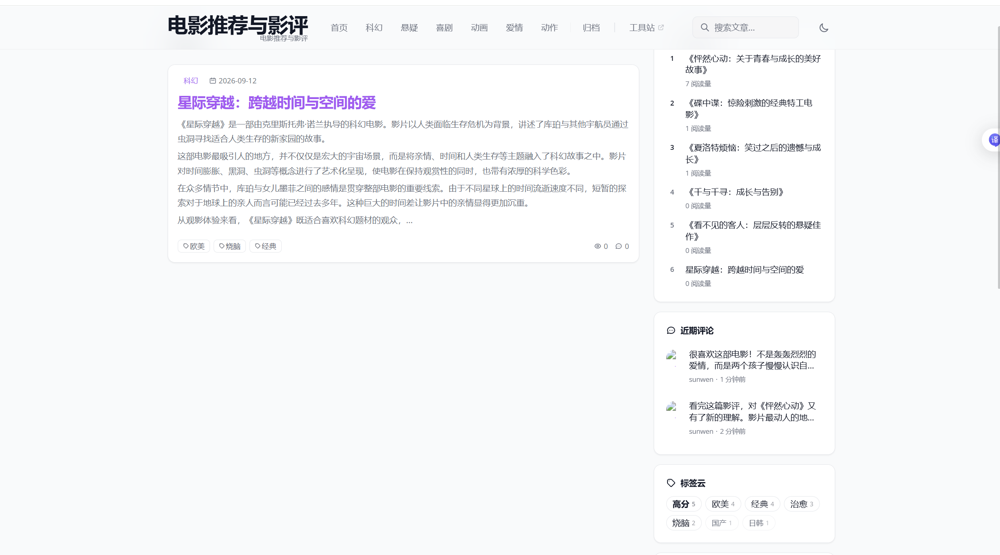 电影推荐与影评
电影推荐与影评
首页 科幻 悬疑 喜剧 动画 爱情 动作 归档 工具站 搜索文章...
科幻 2026-09-12
星际穿越：跨越时间与空间的爱
《星际穿越》是一部由克里斯托弗·诺兰执导的科幻电影。影片以人类面临生存危机为背景，讲述了库珀与其他宇航员通过
虫洞寻找适合人类生存的新家园的故事。
这部电影最吸引人的地方，并不仅仅是宏大的宇宙场景，而是将亲情、时间和人类生存等主题融入了科幻故事之中。影片
对时间膨胀、黑洞、虫洞等概念进行了艺术化呈现，使电影在保持观赏性的同时，也带有浓厚的科学色彩。
在众多情节中，库珀与女儿墨菲之间的感情是贯穿整部电影的重要线索。由于不同星球上的时间流逝速度不同，短暂的探
索对于地球上的亲人而言可能已经过去多年。这种巨大的时间差让影片中的亲情显得更加沉重。
从观影体验来看，《星际穿越》既适合喜欢科幻题材的观众，...
欧美 烧脑 经典 0 0
1 《怦然心动：关于青春与成长的美好
故事》
7 阅读量
2 《碟中谍：惊险刺激的经典特工电
影》
1 阅读量
3 《夏洛特烦恼：笑过之后的遗憾与成
长》
1 阅读量
4 《千与千寻：成长与告别》
0 阅读量
5 《看不见的客人：层层反转的悬疑佳
作》
0 阅读量
6 星际穿越：跨越时间与空间的爱
0 阅读量
译
近期评论
很喜欢这部电影！不是轰轰烈烈的
爱情，而是两个孩子慢慢认识自...
sunwen · 1 分钟前
看完这篇影评，对《怦然心动》又
有了新的理解。影片最动人的地...
sunwen · 2 分钟前
标签云
高分 5 欧美 4 经典 4 治愈 3
烧脑 2 国产 1 日韩 1